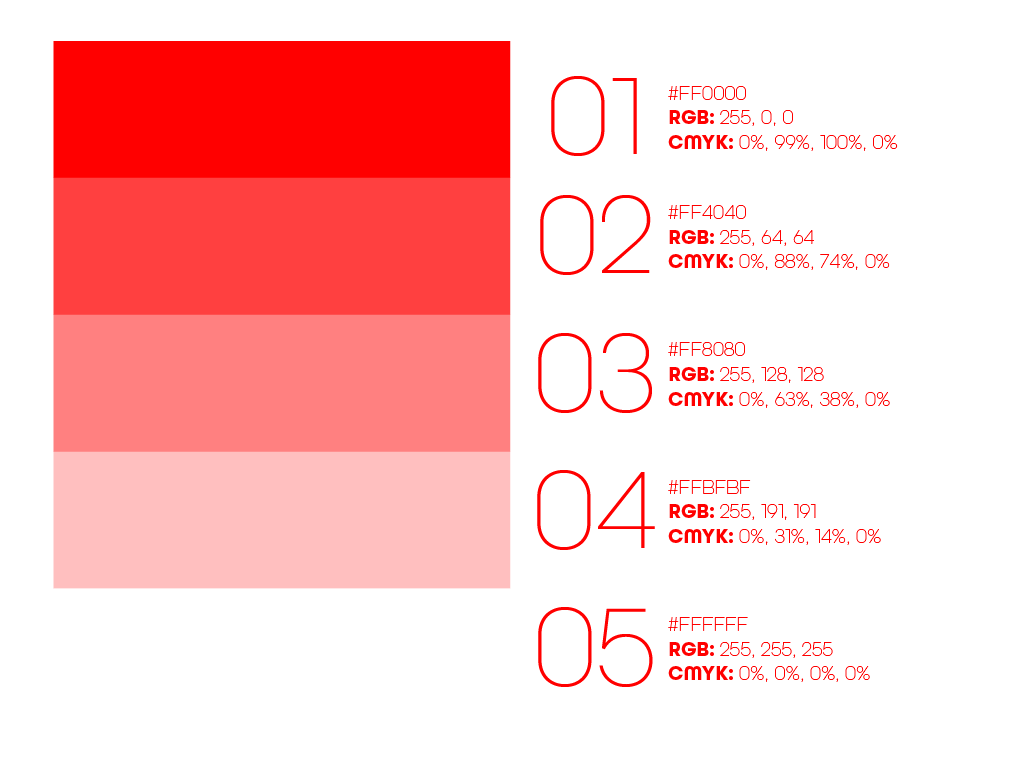 01
#FF0000
RGB: 255, 0, 0
CMYK: 0%, 99%, 100%, 0%
02
#FF4040
RGB: 255, 64, 64
CMYK: 0%, 88%, 74%, 0%
03
#FF8080
RGB: 255, 128, 128
CMYK: 0%, 63%, 38%, 0%
04
#FFBFBF
RGB: 255, 191, 191
CMYK: 0%, 31%, 14%, 0%
05
#FFFFFF
RGB: 255, 255, 255
CMYK: 0%, 0%, 0%, 0%